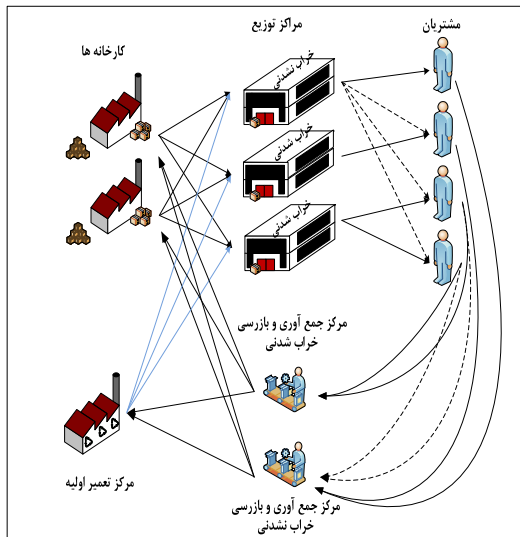 مشتریان
مراکز توزیع
کارخانه ها
خراب نشدنی
خراب شدنی
خراب شدنی
مرکز جمع آوری و بازرسی
خراب شدنی
مرکز تعمیر اولیه
مرکز جمع آوری و بازرسی
خراب نشدنی